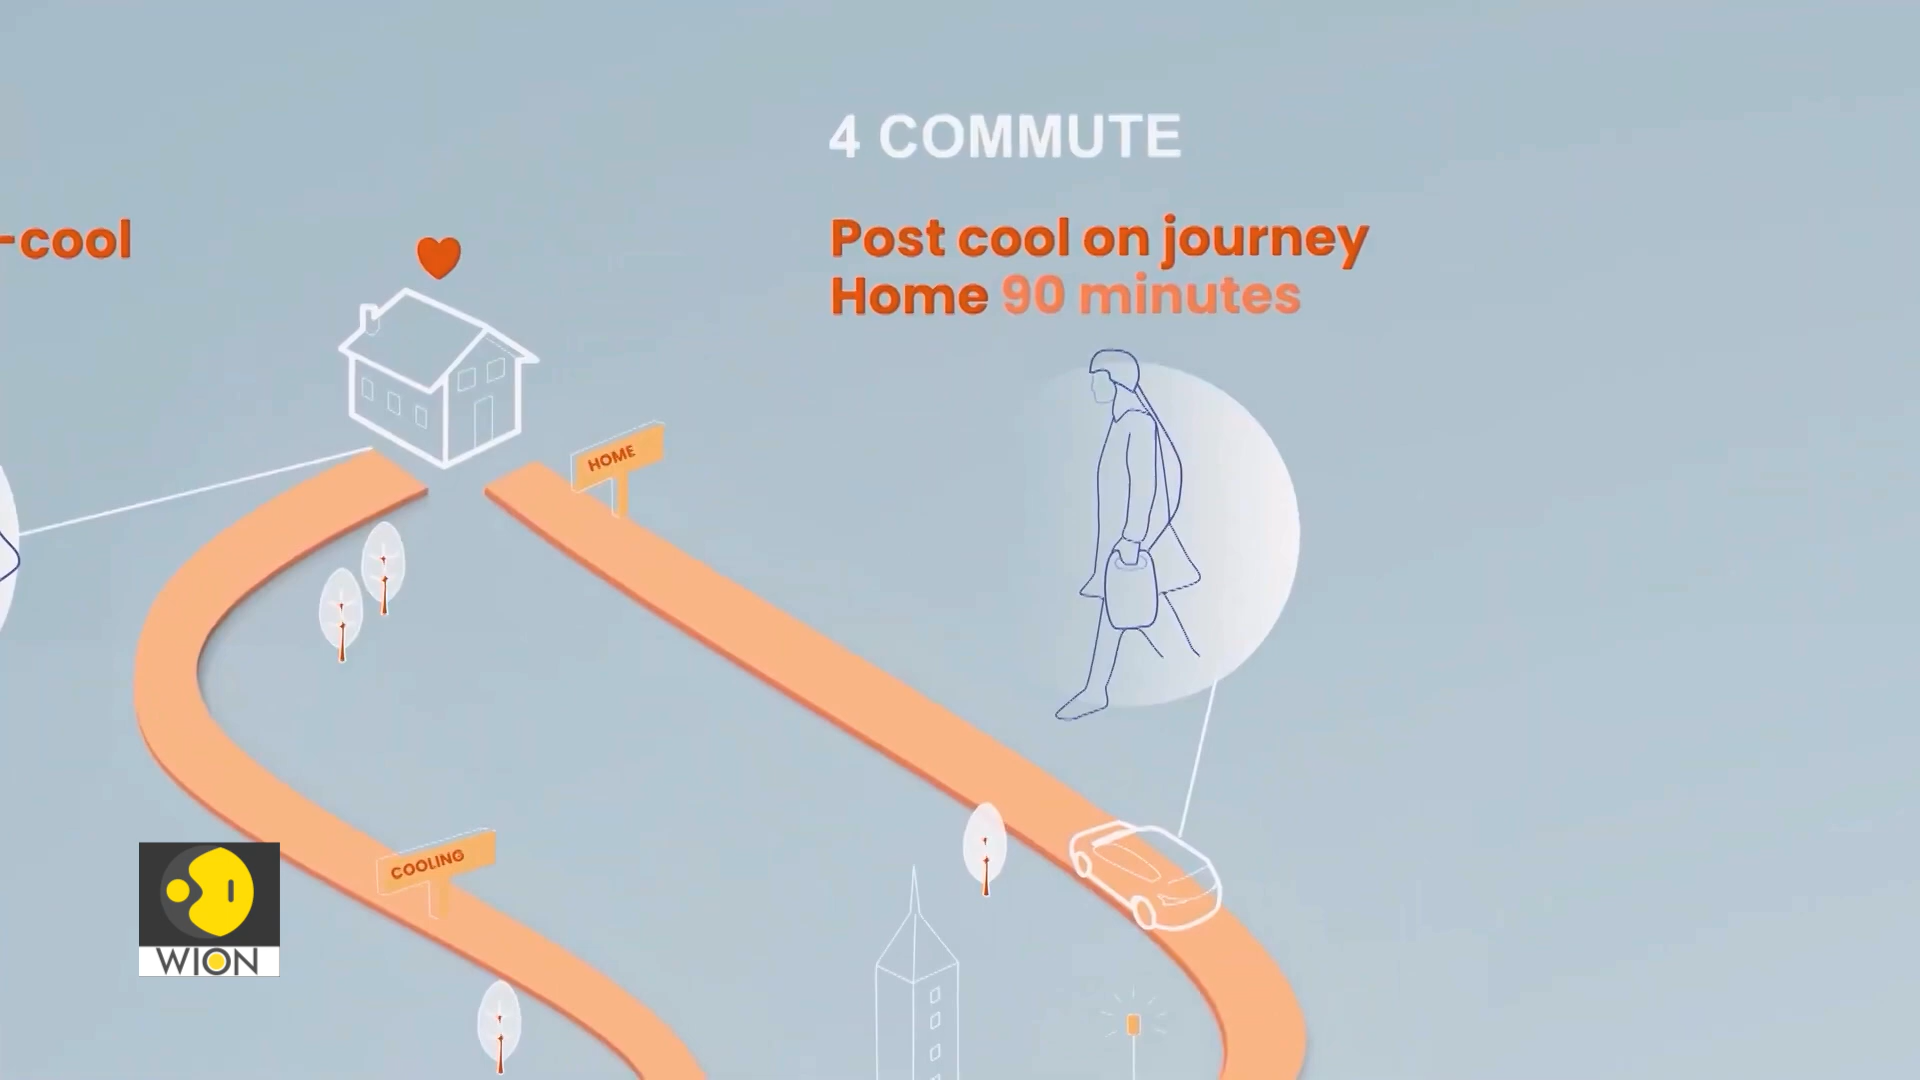 4 COMMUTE
-cool
Post cool on journey
Home 90 minutes
HOME
COOLING
WION